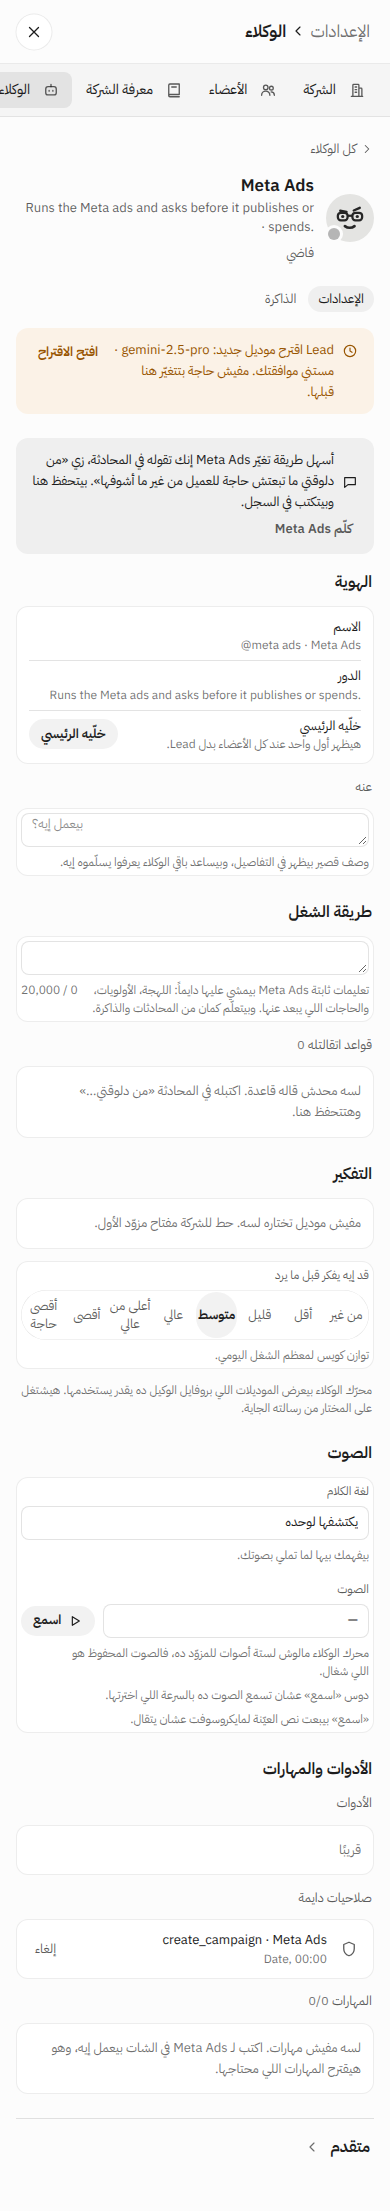 الإعدادات › الوكلاء
الشركة
الأعضاء
معرفة الشركة
الوكلاء
كل الوكلاء
Meta Ads
Runs the Meta ads and asks before it publishes or
spends. ·
فاضي
الإعدادات
الذاكرة
Lead اقترح موديل جديد: gemini-2.5-pro ·
مستني موافقتك. مفيش حاجة بتتغيّر هنا
قبلها.
افتح الاقتراح
أسهل طريقة تغيّر Meta Ads إنك تقوله في المحادثة، زي «من
دلوقتي ما تبعتش حاجة للعميل من غير ما أشوفها». بيتحفظ هنا
وبيتكتب في السجل.
كلّم Meta Ads
الهوية
الاسم
@meta ads · Meta Ads
الدور
Runs the Meta ads and asks before it publishes or spends.
خلّيه الرئيسي
هيظهر أول واحد عند كل الأعضاء بدل Lead.
خليه الرئيسي
عنه
بيعمل إيه؟
وصف قصير بيظهر في التفاصيل، وبيساعد باقي الوكلاء يعرفوا يسلّموه إيه.
طريقة الشغل
تعليمات ثابتة Meta Ads بيمشي عليها دايماً: اللهجة، الأولويات،
والحاجات اللي يبعد عنها. وبيتعلّم كمان من المحادثات والذاكرة.
20,000 / 0
قواعد اتقالتله 0
لسه محدش قاله قاعدة. اكتبله في المحادثة «من دلوقتي...»
وهتتحفظ هنا.
التفكير
مفيش موديل تختاره لسه. حط للشركة مفتاح مزوّد الأول.
قد إيه يفكر قبل ما يرد
من غير
أقل
قليل
متوسط
عالي
أعلى من
عالي
أقصى
أقصى
حاجة
توازن كويس لمعظم الشغل اليومي.
محرّك الوكلاء بيعرض الموديلات اللي بروفايل الوكيل ده يقدر يستخدمها. هيشتغل
على المختار من رسالته الجاية.
الصوت
لغة الكلام
يكتشفها لوحده
بيفهمك بيها لما تملي بصوتك.
الصوت
—
اسمع
محرك الوكلاء مالوش لستة أصوات للمزوّد ده، فالصوت المحفوظ هو
اللي شغال.
دوس «اسمع» عشان تسمع الصوت ده بالسرعة اللي اخترتها.
«اسمع» بيبعت نص العيّنة لمايكروسوفت عشان يتقال.
الأدوات والمهارات
الأدوات
قريبًا
صلاحيات دايمة
create_campaign · Meta Ads
Date, 00:00
إلغاء
المهارات 0/0
لسه مفيش مهارات. اكتب لـ Meta Ads في الشات بيعمل إيه، وهو
هيقترح المهارات اللي محتاجها.
متقدم